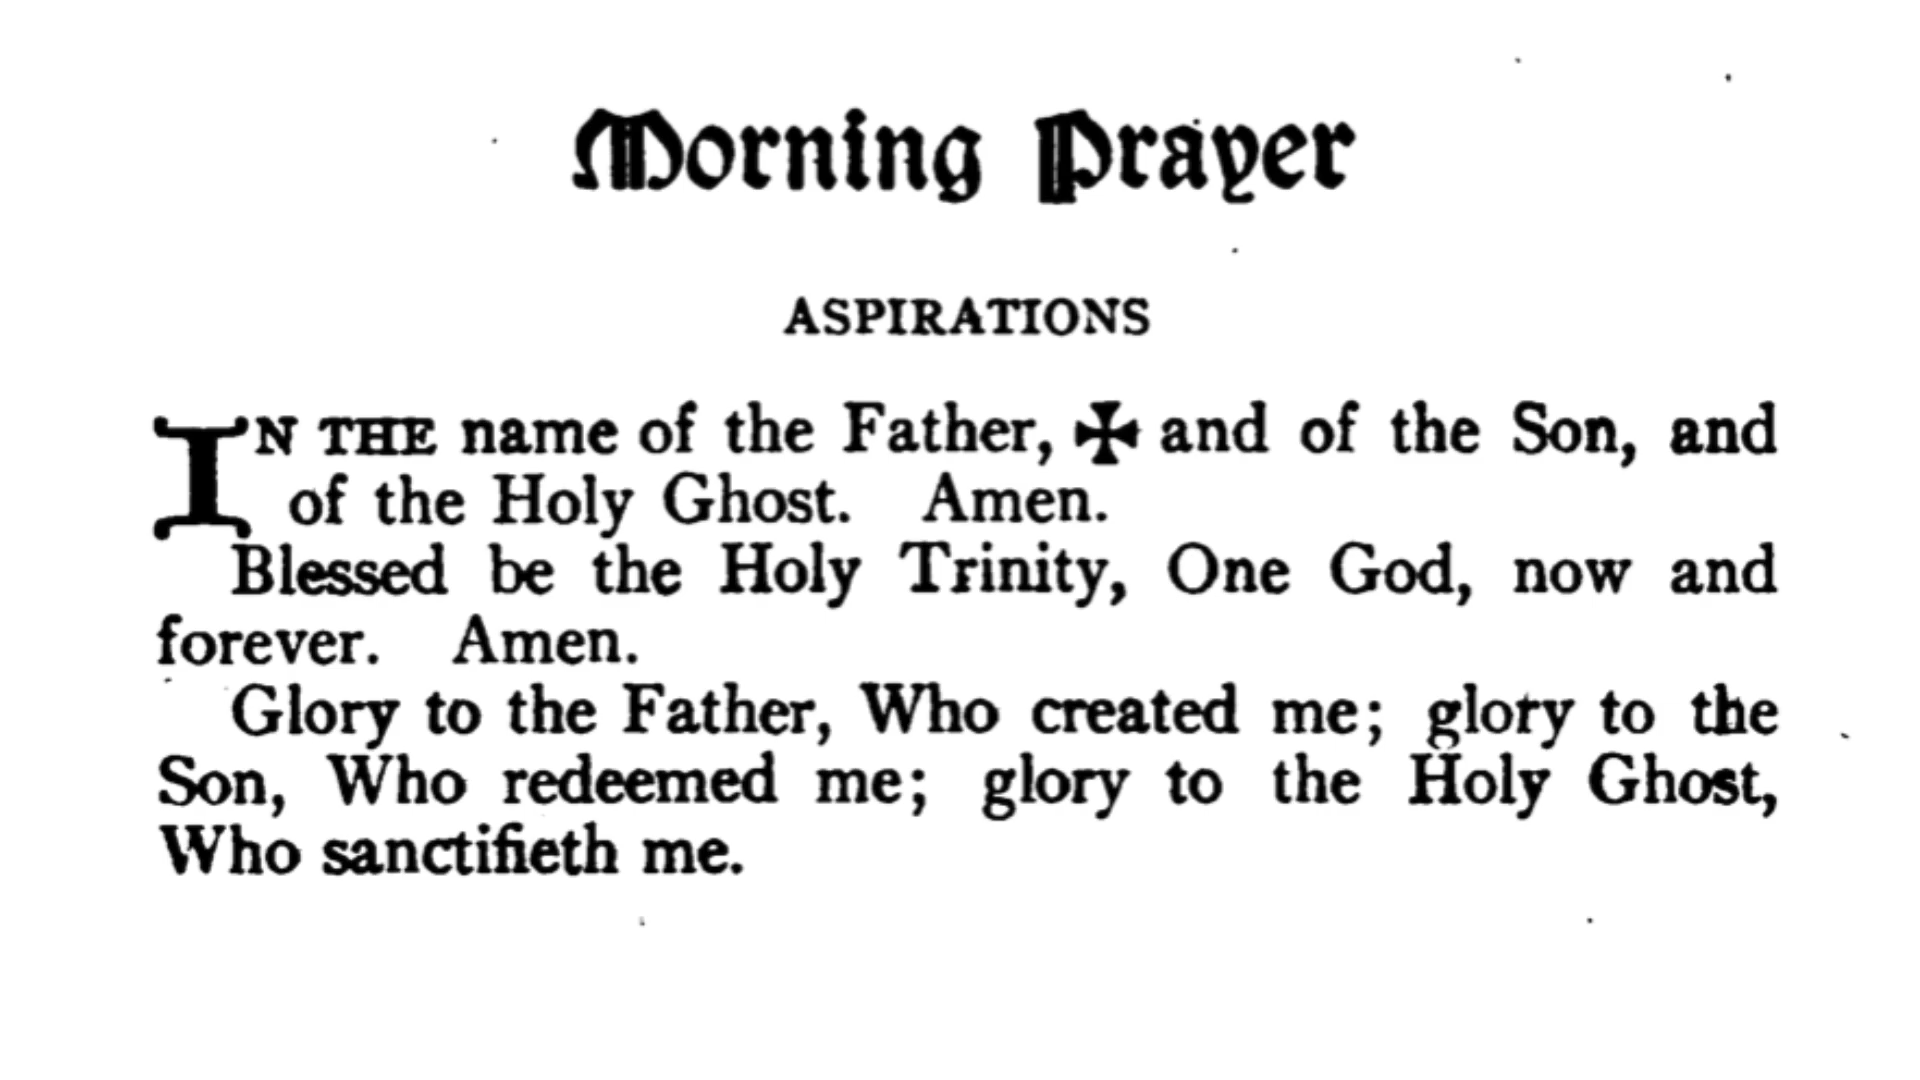 Morning Prayer
ASPIRATIONS
IN THE name of the Father, ✠ and of the Son, and
of the Holy Ghost. Amen.
Blessed be the Holy Trinity, One God, now and
forever. Amen.
Glory to the Father, Who created me; glory to the
Son, Who redeemed me; glory to the Holy Ghost,
Who sanctifieth me.